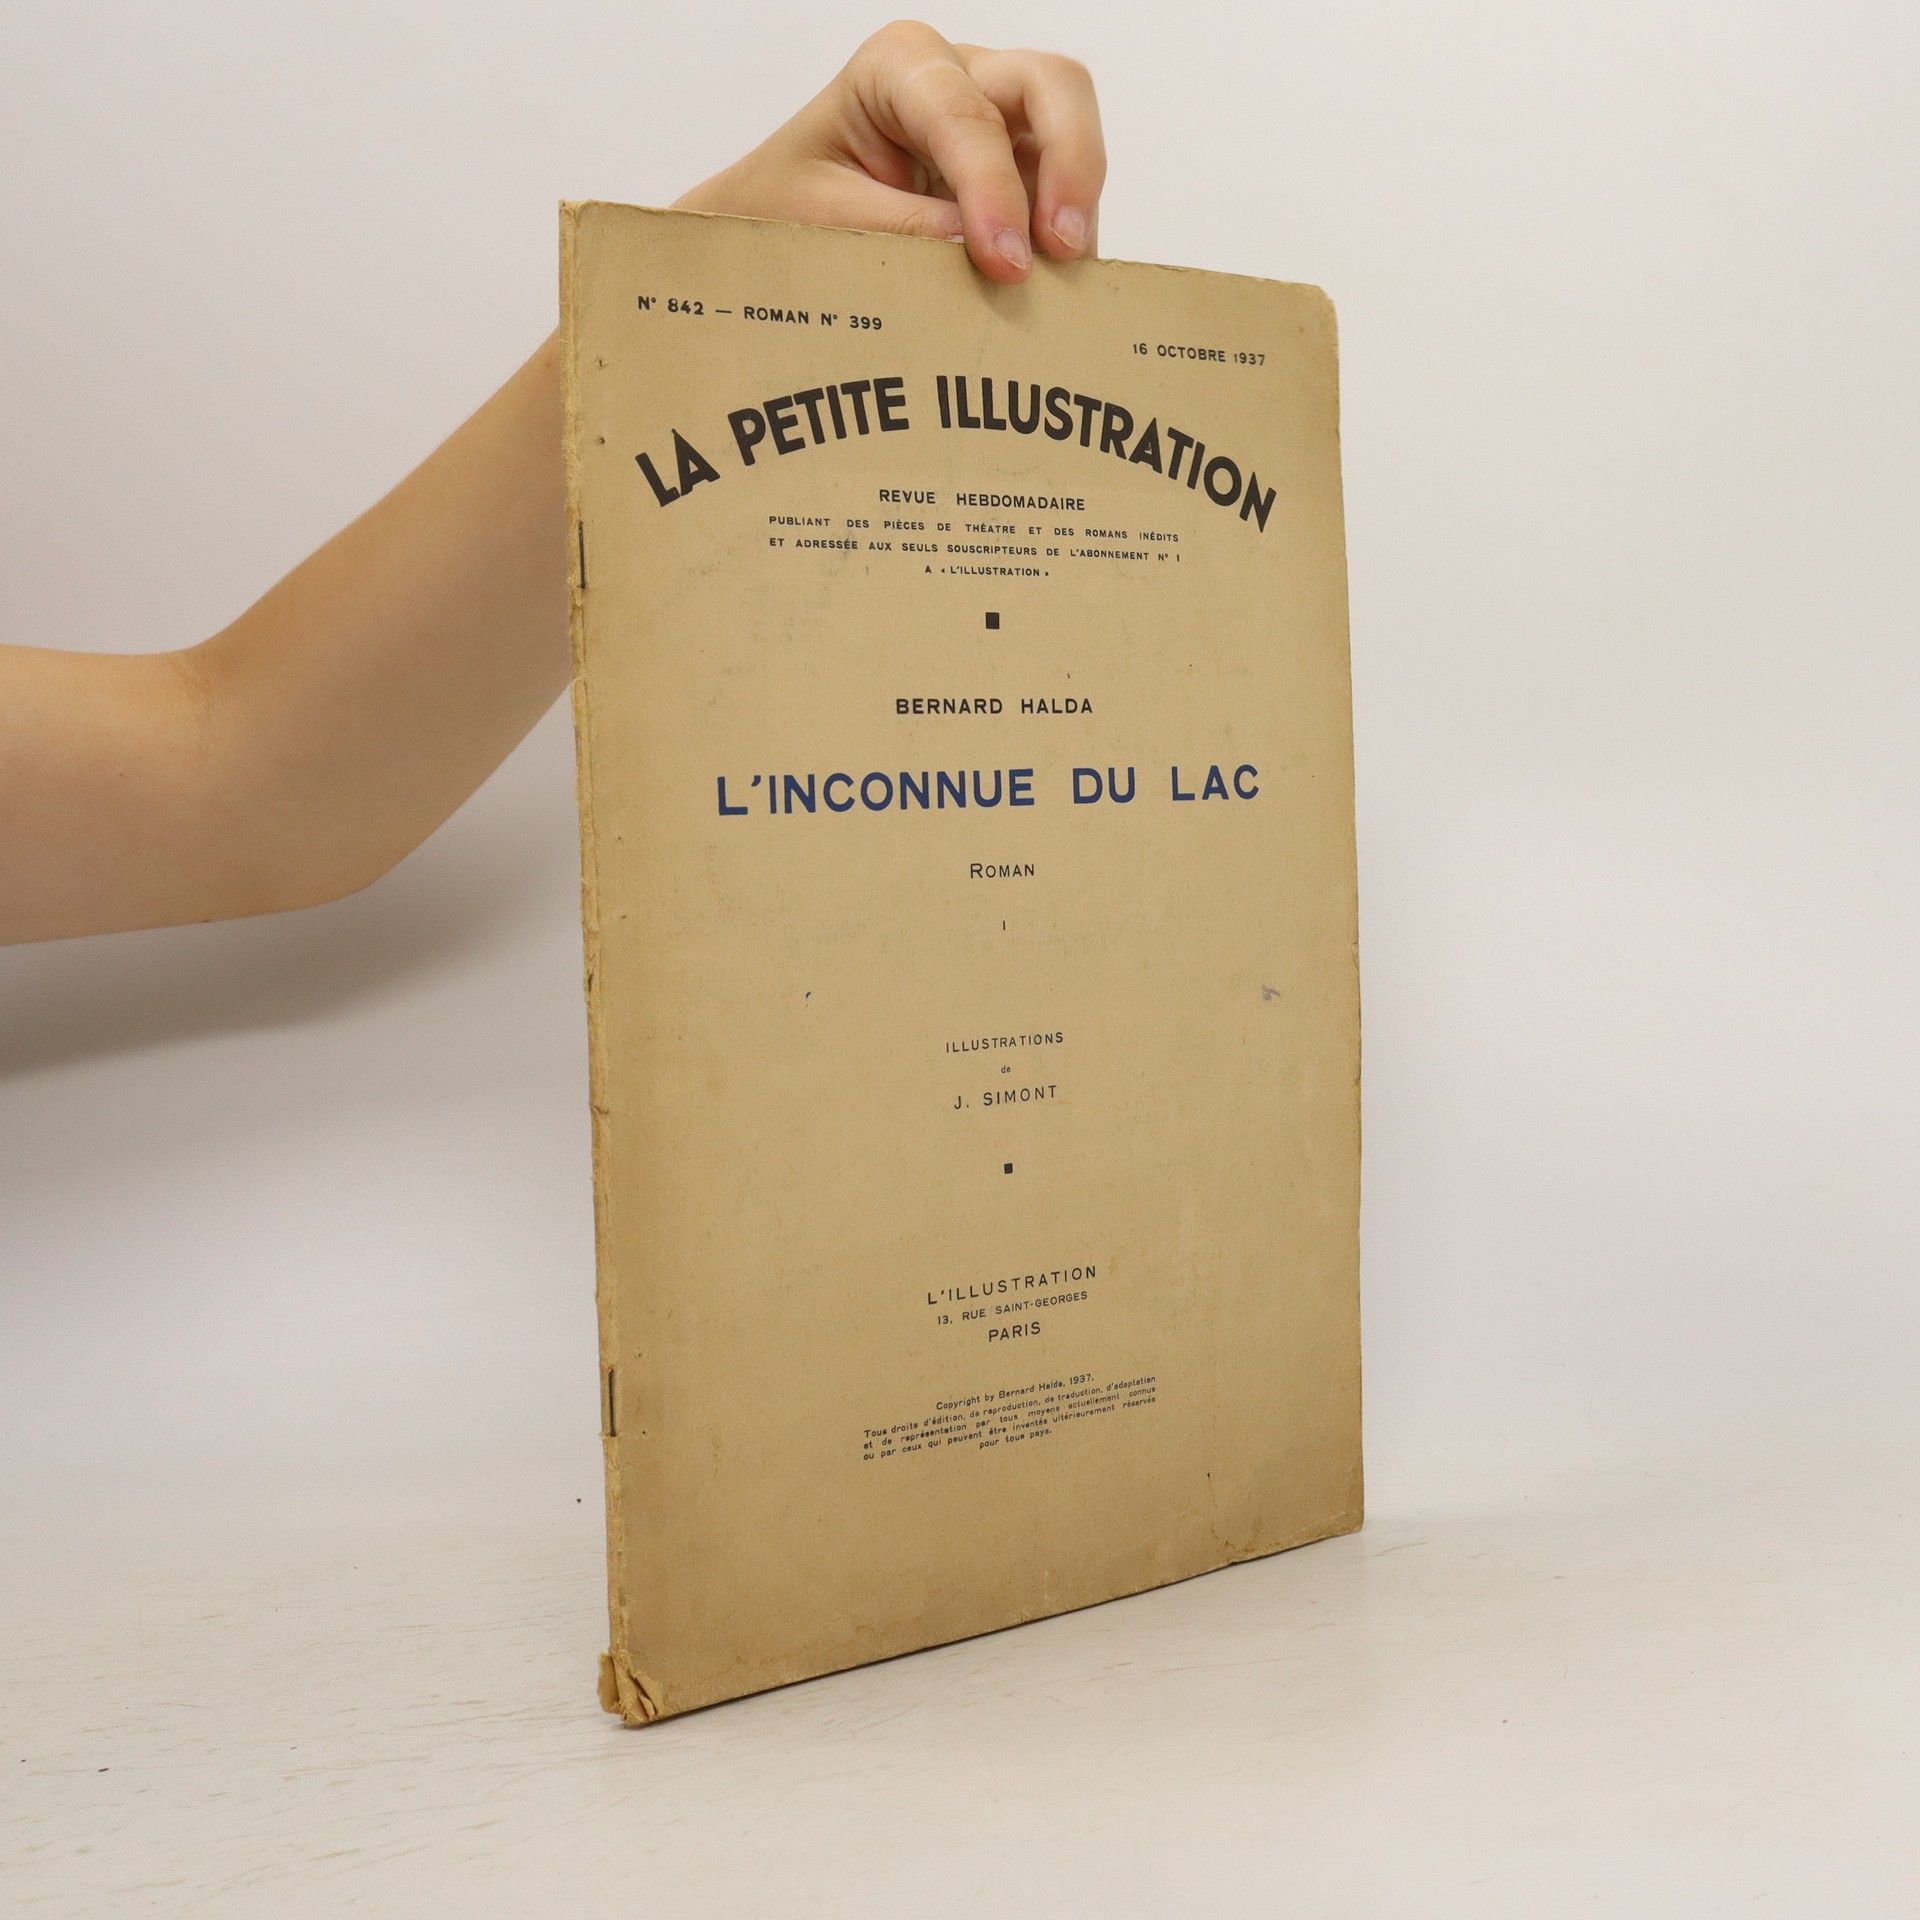 N° 842 — ROMAN N° 399
16 OCTOBRE 1937
LA PETITE ILLUSTRATION
REVUE HEBDOMADAIRE
PUBLIANT DES PIÈCES DE THÉATRE ET DES ROMANS INÉDITS
ET ADRESSÉE AUX SEULS SOUSCRIPTEURS DE L'ABONNEMENT N° 1
A « L'ILLUSTRATION »
BERNARD HALDA
L'INCONNUE DU LAC
ROMAN
I
ILLUSTRATIONS
de
J. SIMONT
L'ILLUSTRATION
13, RUE SAINT-GEORGES
PARIS
Copyright by Bernard Halda, 1937.
Tous droits d'édition, de reproduction, de traduction, d'adaptation
et de représentation par tous moyens actuellement connus
ou par ceux qui peuvent être inventés ultérieurement réservés
pour tous pays.